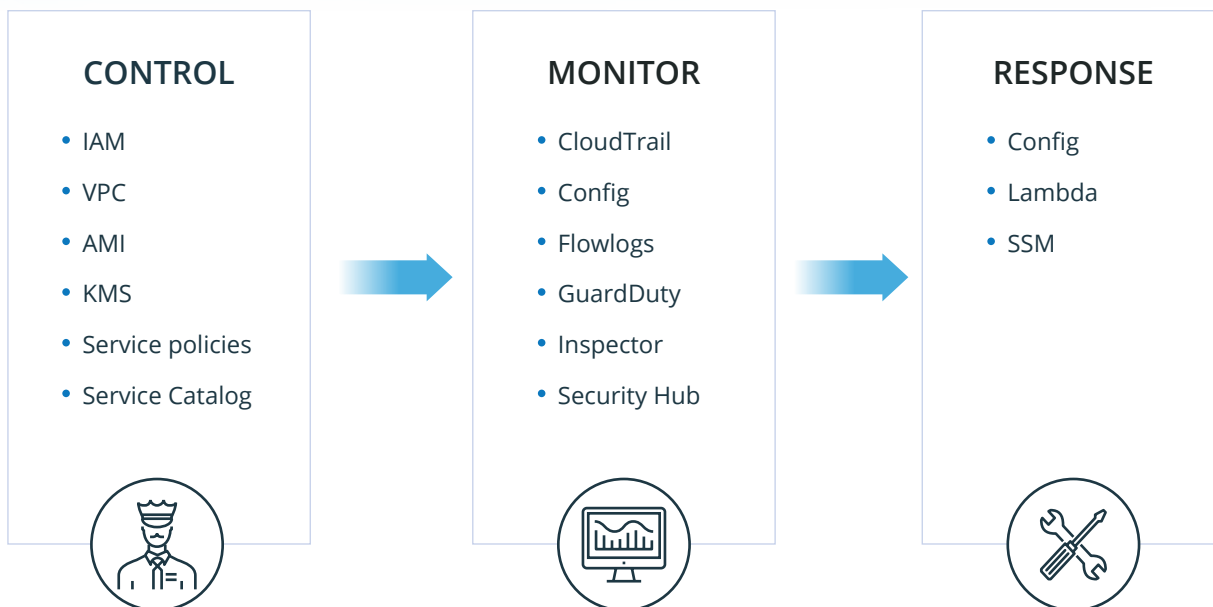 CONTROL
IAM
VPC
AMI
KMS
Service policies
Service Catalog
MONITOR
CloudTrail
Config
Flowlogs
GuardDuty
Inspector
Security Hub
RESPONSE
Config
Lambda
SSM